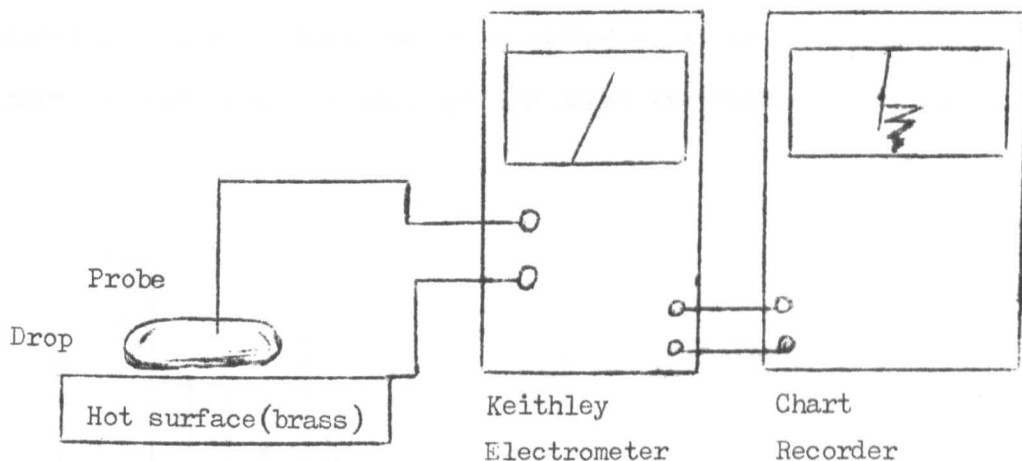 Probe
Drop
Hot surface(brass)
Keithley
Electrometer
Chart
Recorder